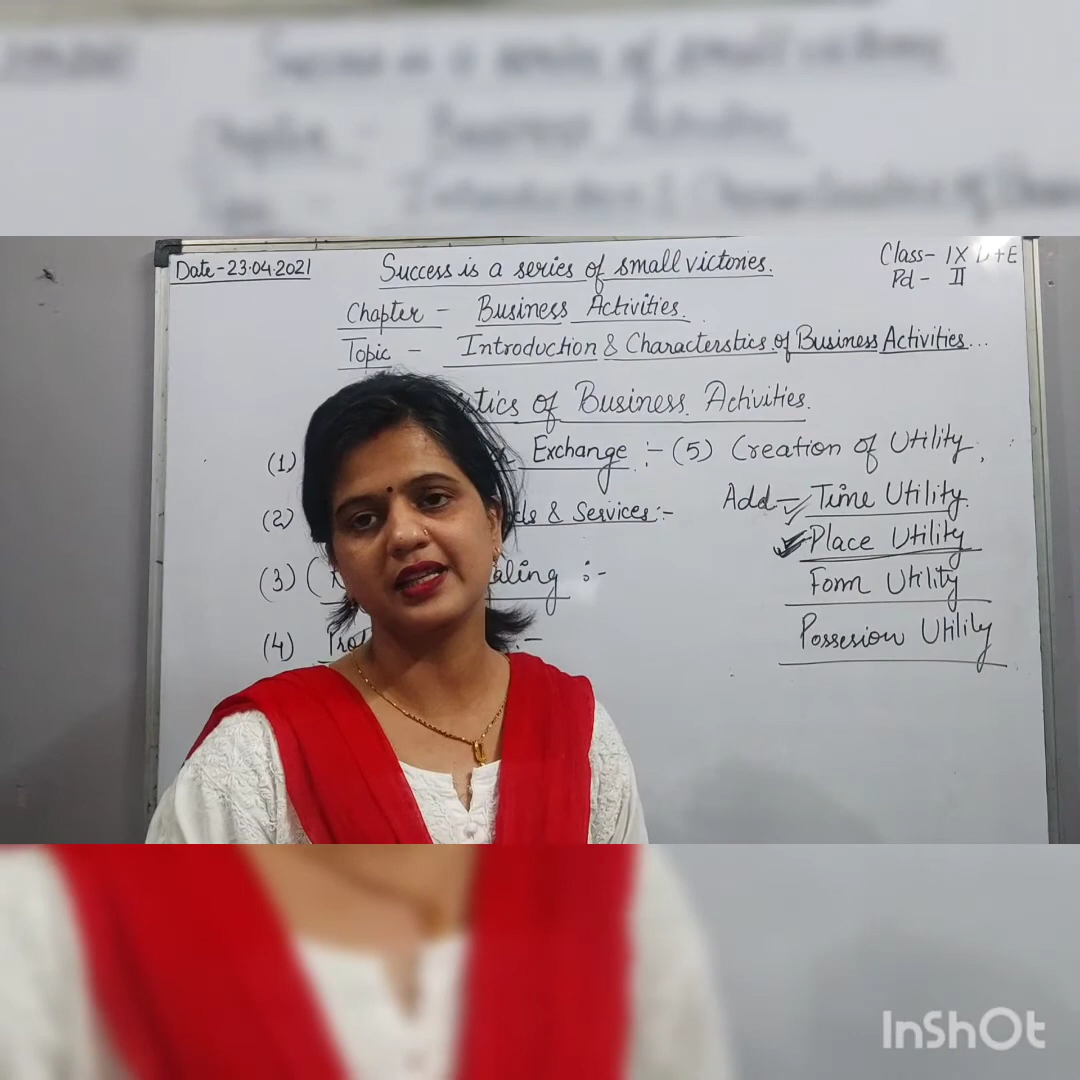 Date-23.04.2021
Success is a series of small victories.
Class- IX D+E
Pd- II
Chapter - Business Activities.
Topic - Introduction & Characterstics of Business Activities...
of Business Activities.
(1) Exchange :-
(2) & Services:-
(3)
(4)
(5) Creation of Utility,
Add- Time Utility.
Place Utility
Form Utility
Possesion Utility
InShOt